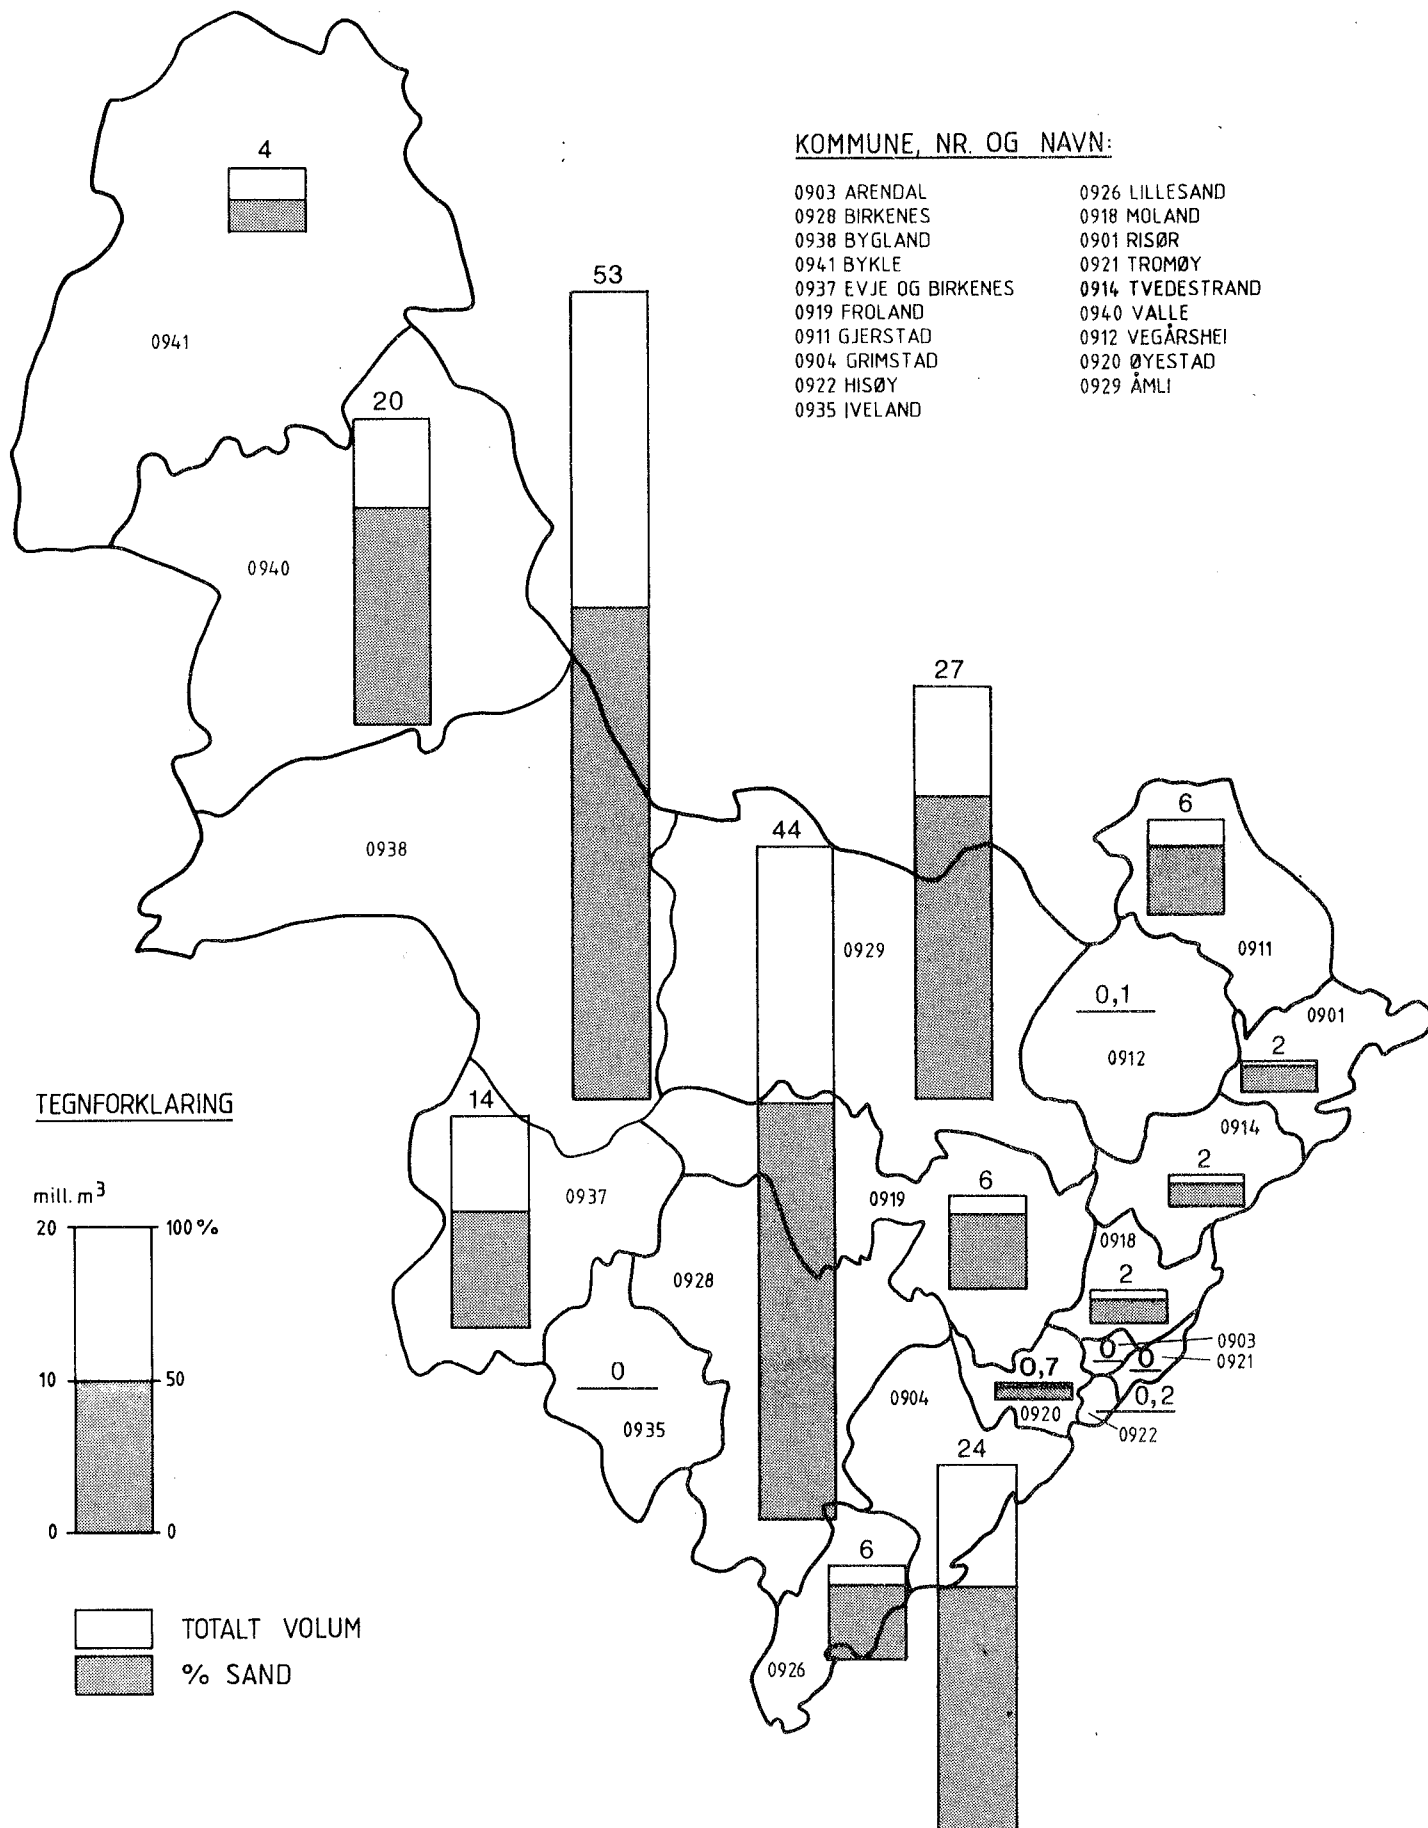 KOMMUNE, NR. OG NAVN:
0903 ARENDAL
0928 BIRKENES
0938 BYGLAND
0941 BYKLE
0937 EVJE OG BIRKENES
0919 FROLAND
0911 GJERSTAD
0904 GRIMSTAD
0922 HISØY
0935 IVELAND
0926 LILLESAND
0918 MOLAND
0901 RISØR
0921 TROMØY
0914 TVEDESTRAND
0940 VALLE
0912 VEGÅRSHEI
0920 ØYESTAD
0929 ÅMLI
4
0941
53
20
0940
27
0938
44
6
0929
0911
0,1
0901
0912
2
14
0914
0937
2
0919
6
0918
0928
2
0903
0
0921
0
0
0,7
0904
0,2
0920
0922
0935
24
6
0926
TEGNFORKLARING
mill. m³
20 100 %
10 50
0 0
TOTALT VOLUM
% SAND